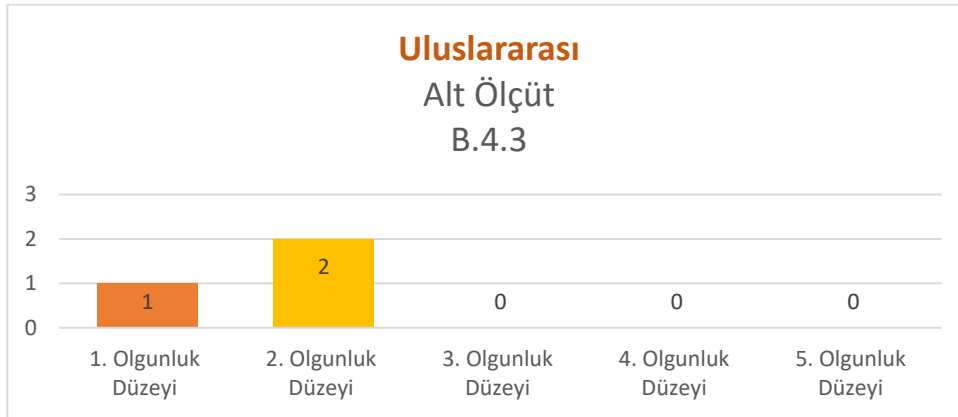 Uluslararası
Alt Ölçüt
B.4.3
3
2
1
0
1
2
0
0
0
1. Olgunluk Düzeyi
2. Olgunluk Düzeyi
3. Olgunluk Düzeyi
4. Olgunluk Düzeyi
5. Olgunluk Düzeyi